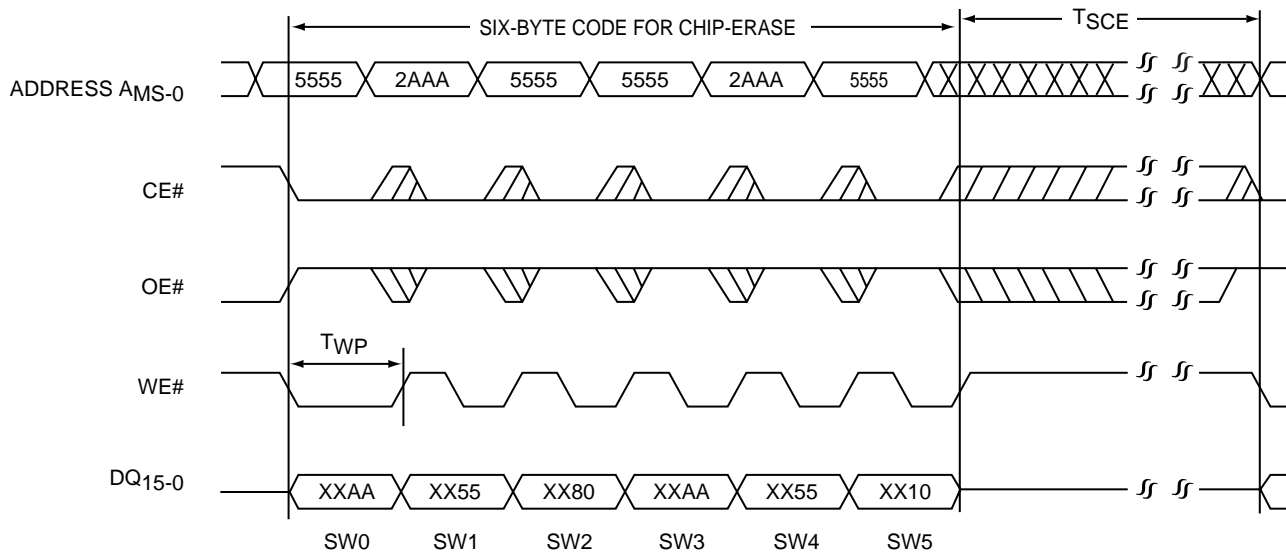 SIX-BYTE CODE FOR CHIP-ERASE
TSCE
ADDRESS AMS-0
5555 2AAA 5555 5555 2AAA 5555
CE#
OE#
TWP
WE#
DQ15-0
XXAA XX55 XX80 XXAA XX55 XX10
SW0 SW1 SW2 SW3 SW4 SW5